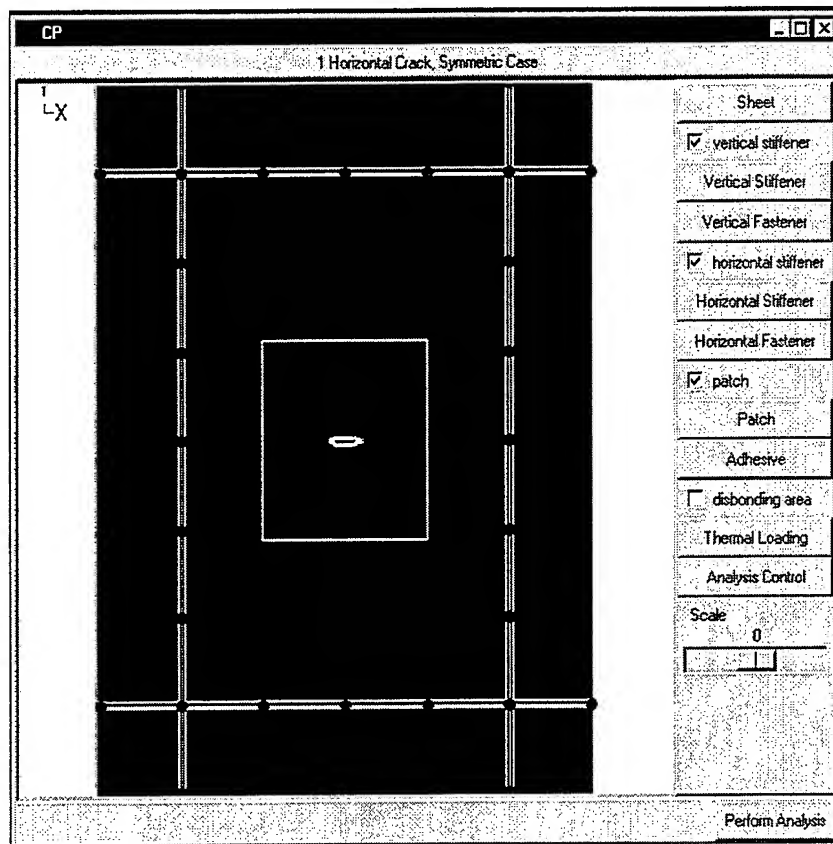 CP
1 Horizontal Crack, Symmetric Case
X
Sheet
vertical stiffener
Vertical Stiffener
Vertical Fastener
horizontal stiffener
Horizontal Stiffener
Horizontal Fastener
patch
Patch
Adhesive
disbonding area
Thermal Loading
Analysis Control
Scale
0
Perform Analysis